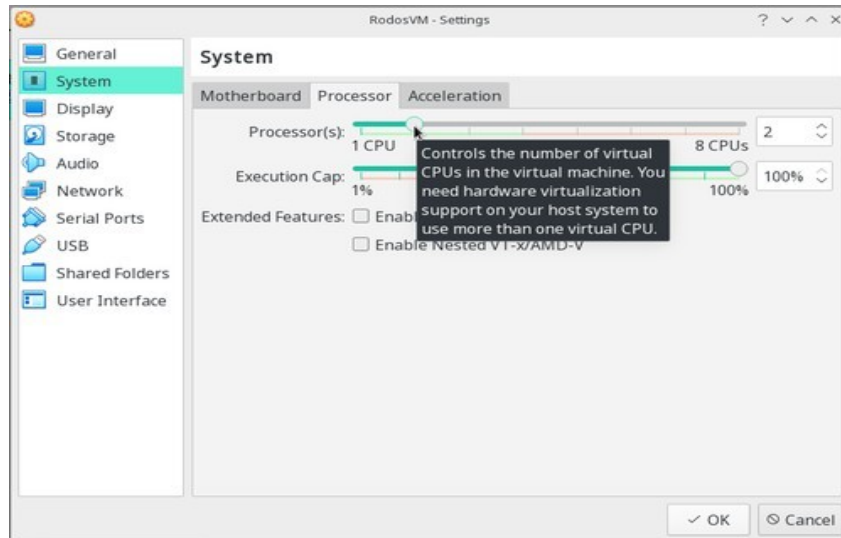 RodosVM - Settings
General
System
Display
Storage
Audio
Network
Serial Ports
USB
Shared Folders
User Interface
System
Motherboard Processor Acceleration
Processor(s): 2
1 CPU 8 CPUs
Controls the number of virtual
CPUs in the virtual machine. You
need hardware virtualization
support on your host system to
use more than one virtual CPU.
Execution Cap: 100%
1% 100%
Extended Features: Enabl
Enable Nested VT-x/AMD-V
OK Cancel